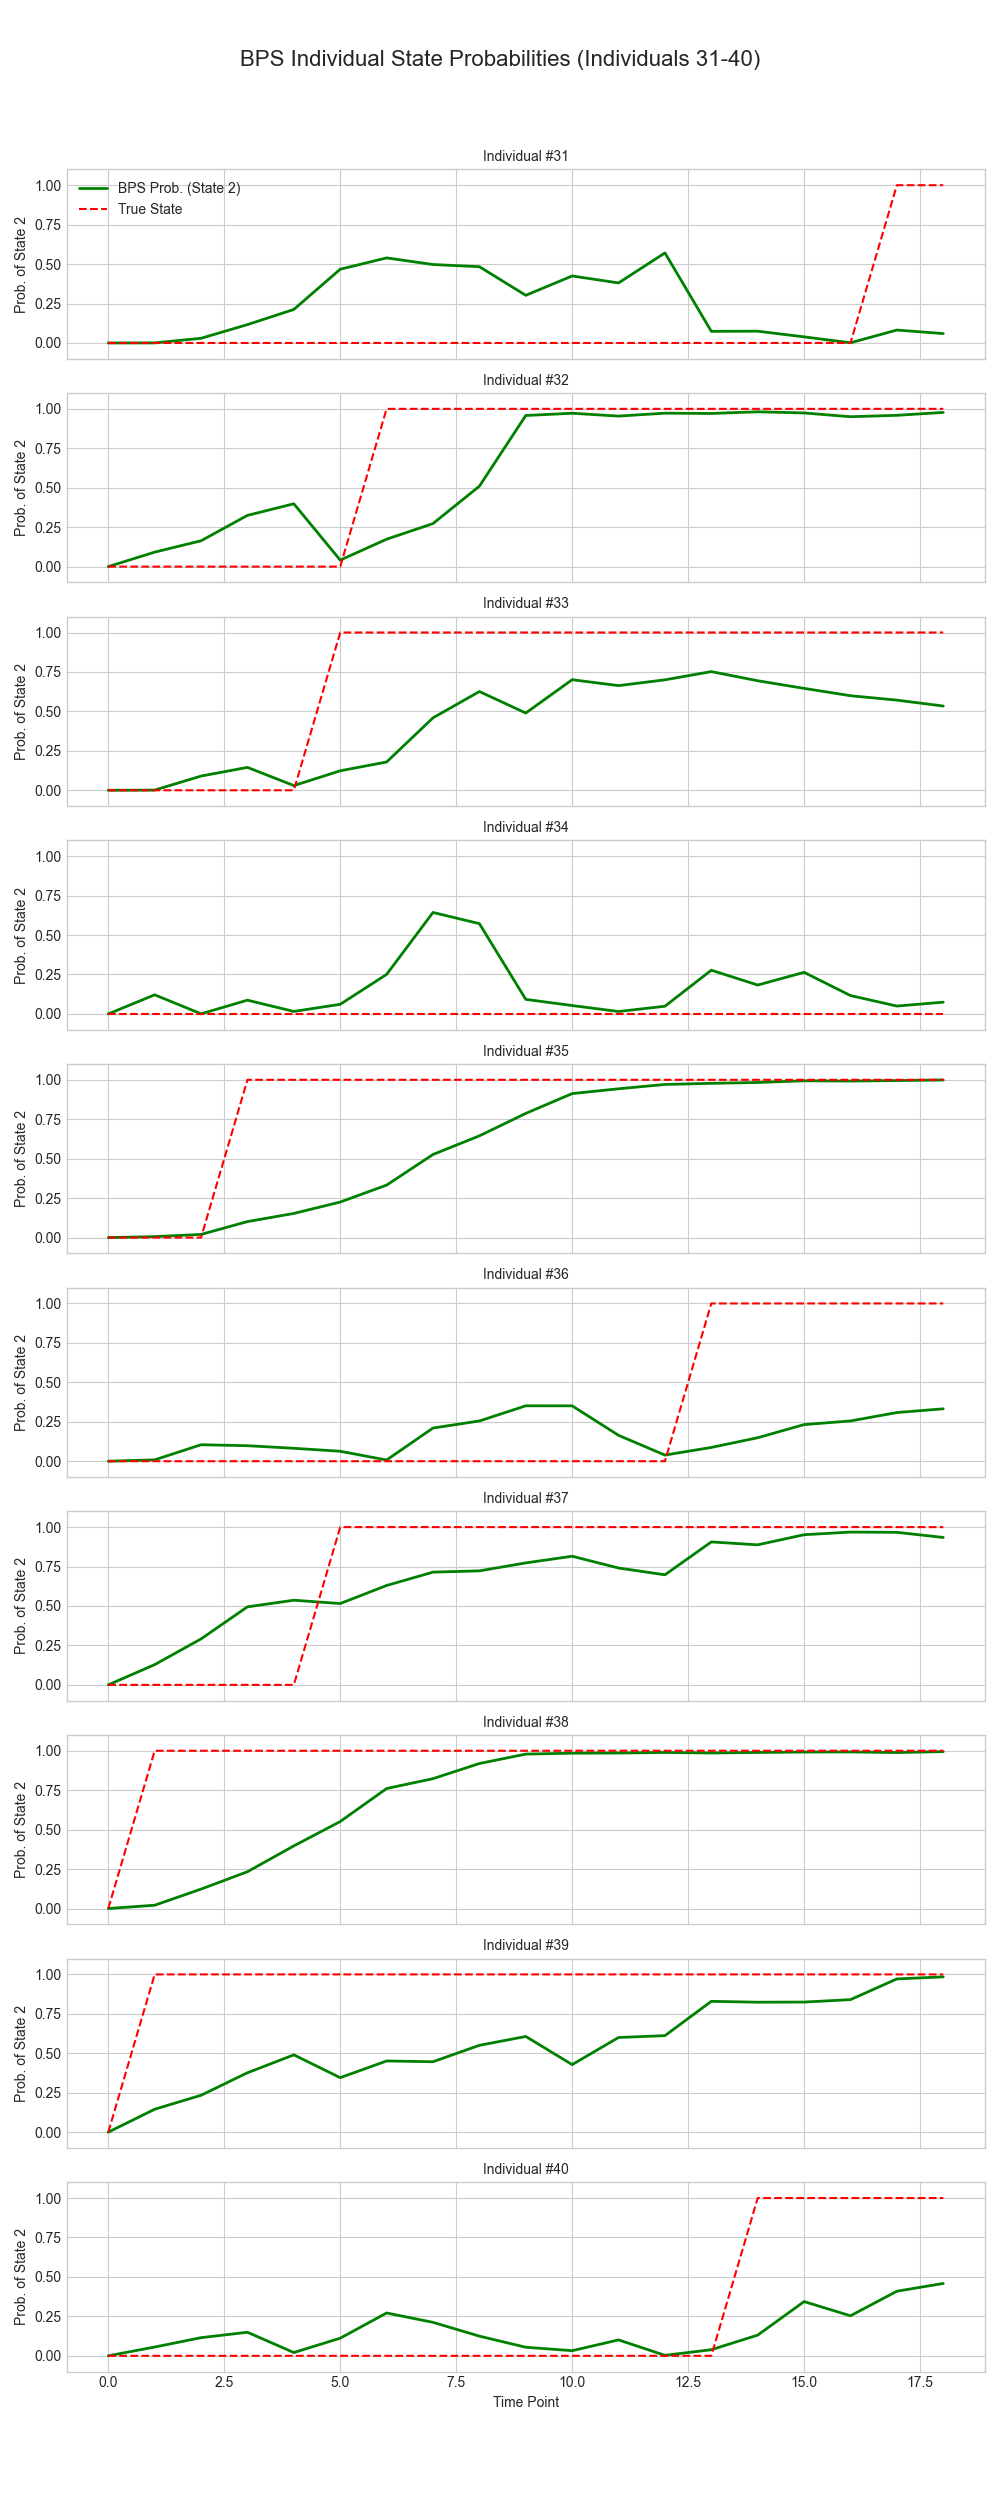 BPS Individual State Probabilities (Individuals 31-40)
Individual #31
1.00
0.75
0.50
0.25
0.00
Prob. of State 2
BPS Prob. (State 2)
True State
Individual #32
1.00
0.75
0.50
0.25
0.00
Prob. of State 2
Individual #33
1.00
0.75
0.50
0.25
0.00
Prob. of State 2
Individual #34
1.00
0.75
0.50
0.25
0.00
Prob. of State 2
Individual #35
1.00
0.75
0.50
0.25
0.00
Prob. of State 2
Individual #36
1.00
0.75
0.50
0.25
0.00
Prob. of State 2
Individual #37
1.00
0.75
0.50
0.25
0.00
Prob. of State 2
Individual #38
1.00
0.75
0.50
0.25
0.00
Prob. of State 2
Individual #39
1.00
0.75
0.50
0.25
0.00
Prob. of State 2
Individual #40
1.00
0.75
0.50
0.25
0.00
Prob. of State 2
0.0 2.5 5.0 7.5 10.0 12.5 15.0 17.5
Time Point